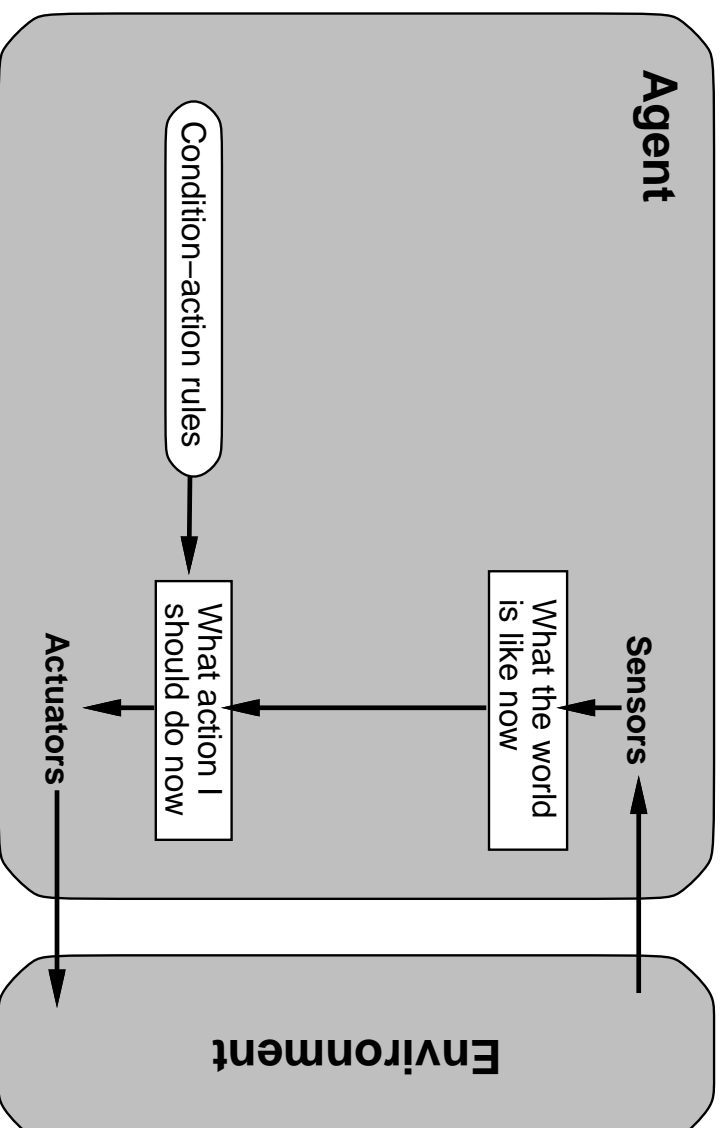 Agent
Sensors
What the world
is like now
Condition–action rules
What action I
should do now
Actuators
Environment